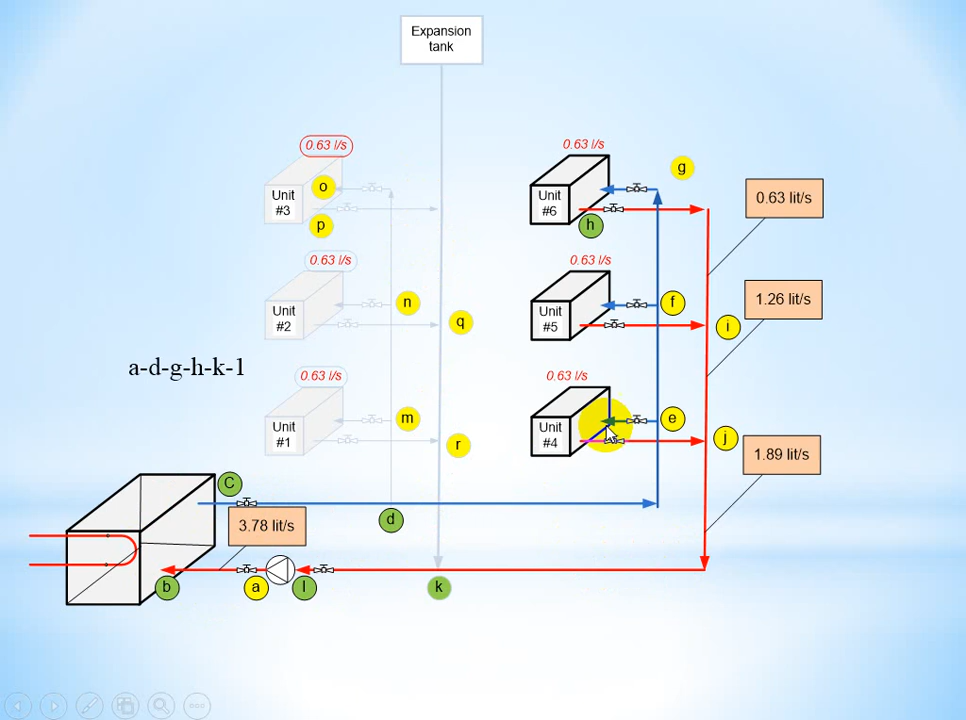 Expansion
tank
0.63 l/s
0.63 l/s
g
o
Unit
#3
p
Unit
#6
h
0.63 lit/s
0.63 l/s
0.63 l/s
n
Unit
#2
q
f
Unit
#5
i
1.26 lit/s
a-d-g-h-k-1
0.63 l/s
0.63 l/s
m
Unit
#1
r
e
Unit
#4
j
1.89 lit/s
C
3.78 lit/s
d
b
a
l
k